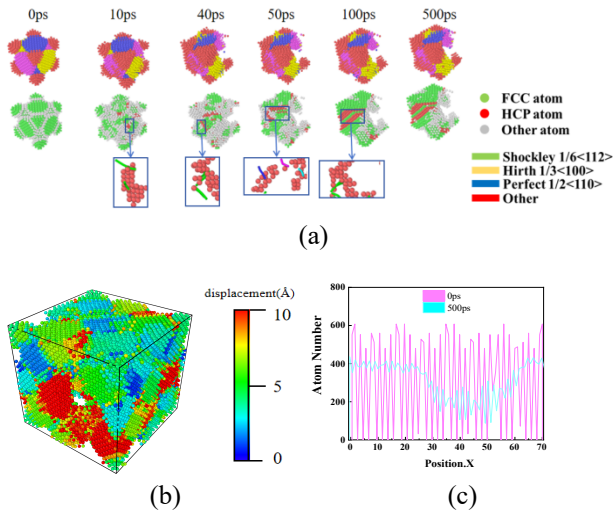 0ps 10ps 40ps 50ps 100ps 500ps
FCC atom
HCP atom
Other atom
Shockley 1/6<112>
Hirth 1/3<100>
Perfect 1/2<110>
Other
(a)
displacement(Å)
10
5
0
(b)
800
600
400
200
0
Atom Number
0ps
500ps
0 10 20 30 40 50 60 70
Position.X
(c)